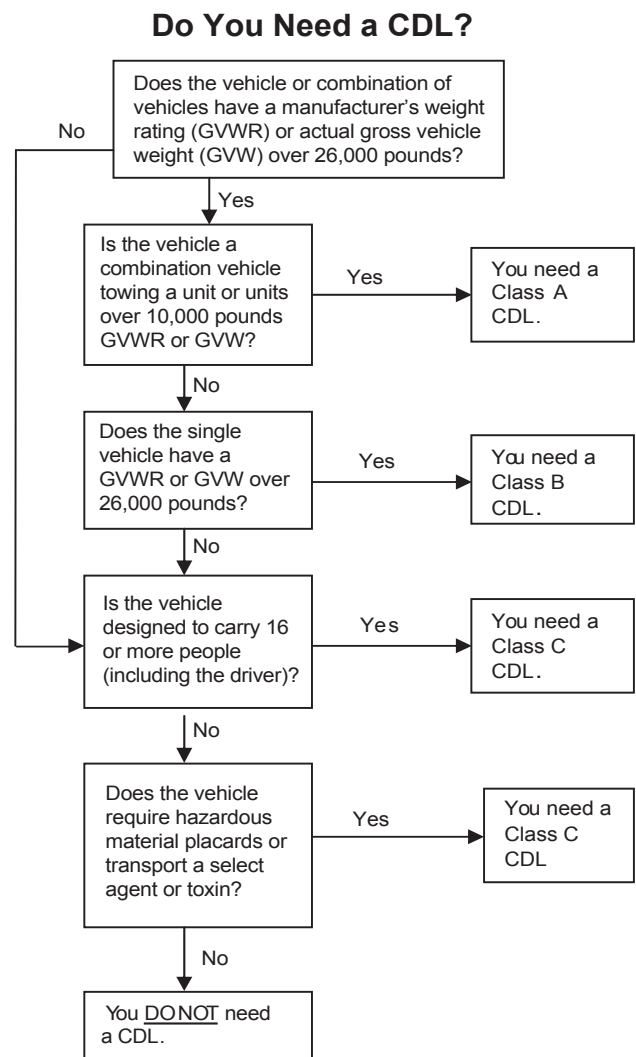 Do You Need a CDL?
Does the vehicle or combination of
vehicles have a manufacturer's weight
rating (GVWR) or actual gross vehicle
weight (GVW) over 26,000 pounds?
No
Yes
Is the vehicle a
combination vehicle
towing a unit or units
over 10,000 pounds
GVWR or GVW?
Yes
You need a
Class A
CDL.
No
Does the single
vehicle have a
GVWR or GVW over
26,000 pounds?
Yes
You need a
Class B
CDL.
No
Is the vehicle
designed to carry 16
or more people
(including the driver)?
Yes
You need a
Class C
CDL.
No
Does the vehicle
require hazardous
material placards or
transport a select
agent or toxin?
Yes
You need a
Class C
CDL
No
You DO NOT need
a CDL.